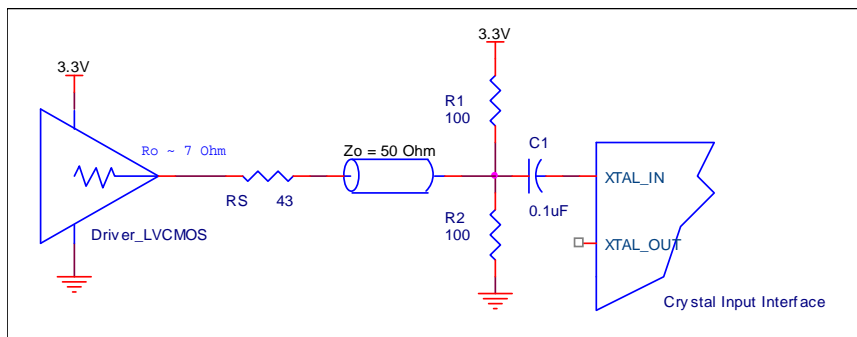 3.3V
3.3V
R1
100
Ro ~ 7 Ohm
Zo = 50 Ohm
C1
RS 43
0.1uF
XTAL_IN
R2
100
XTAL_OUT
Driver_LVCMOS
Crystal Input Interface